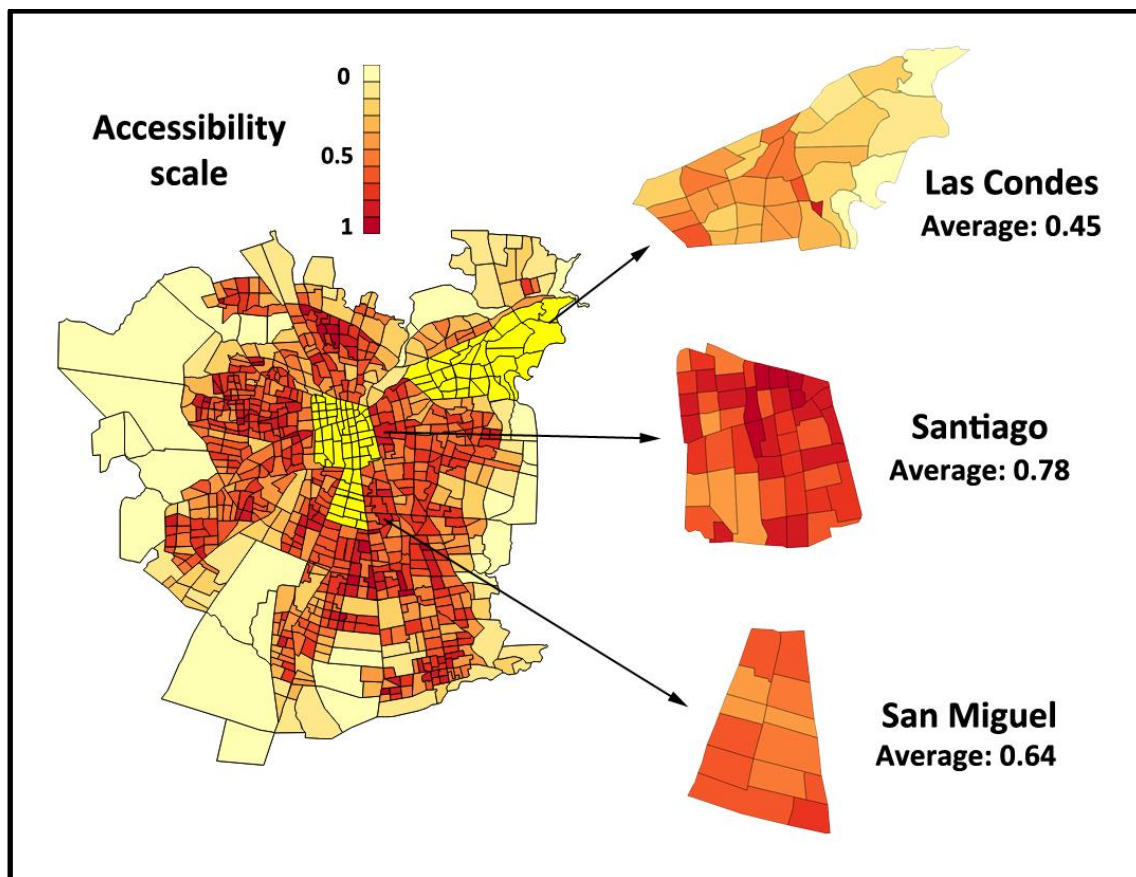 Accessibility
scale
0
0.5
1
Las Condes
Average: 0.45
Santiago
Average: 0.78
San Miguel
Average: 0.64